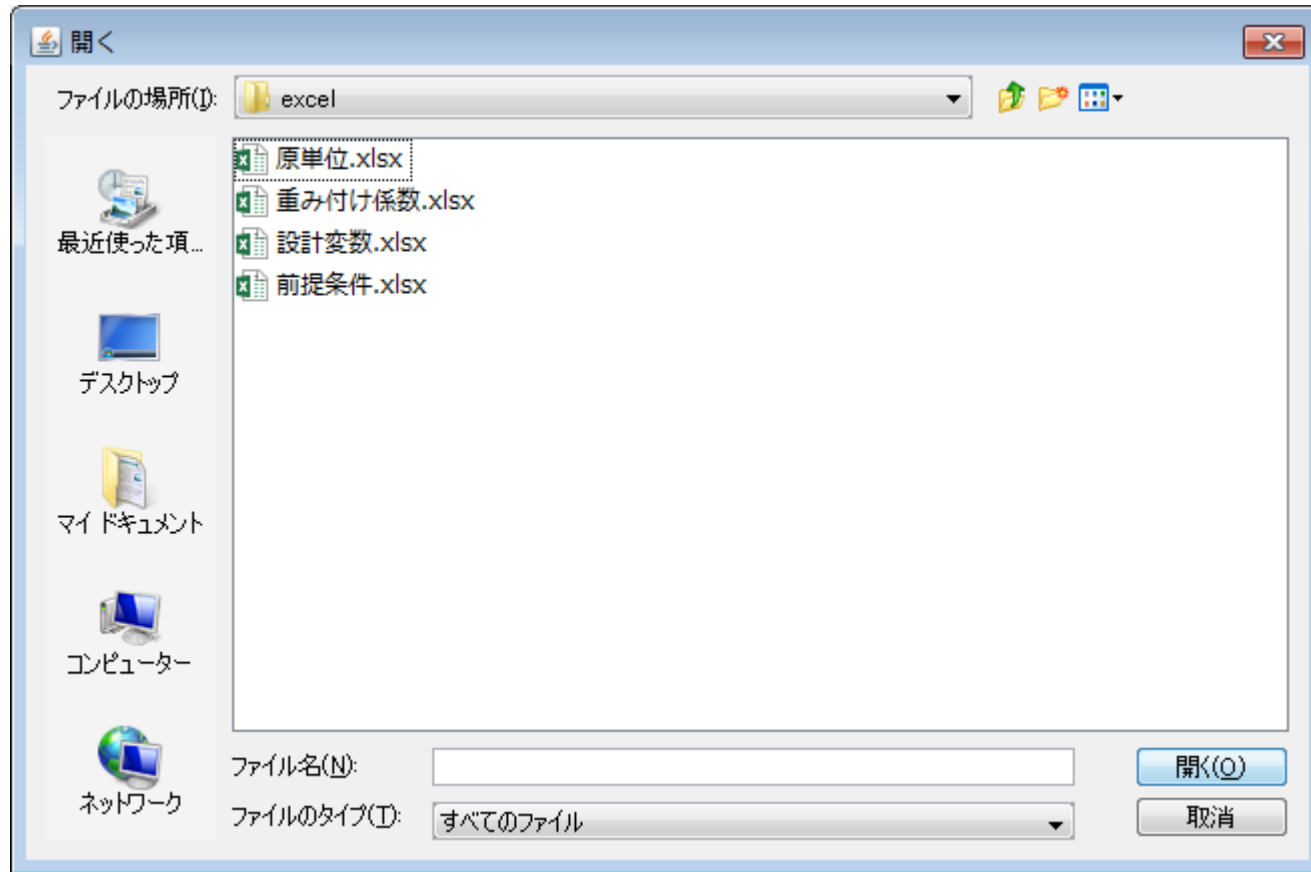 開く
ファイルの場所(I): excel
原単位.xlsx
重み付け係数.xlsx
設計変数.xlsx
前提条件.xlsx
最近使った項...
デスクトップ
マイ ドキュメント
コンピューター
ネットワーク
ファイル名(N):
開く(O)
ファイルのタイプ(T): すべてのファイル
取消